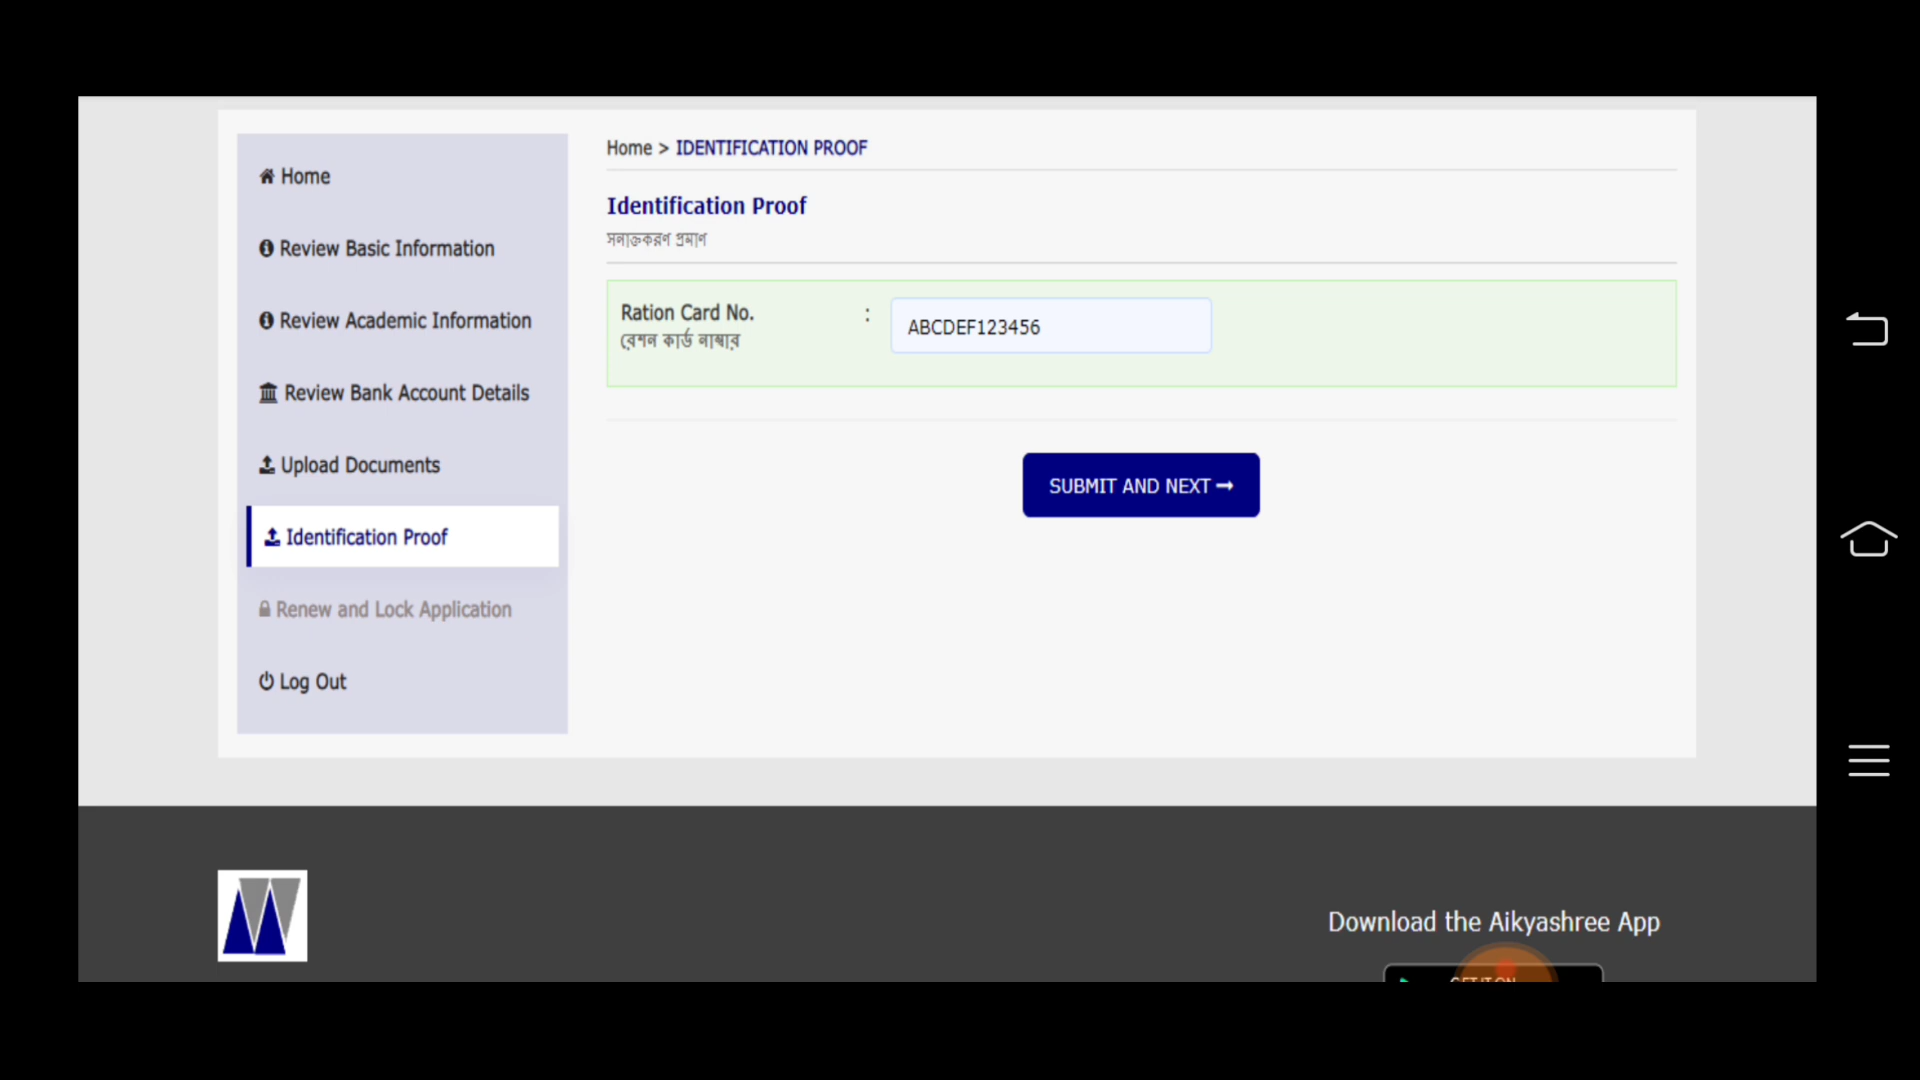 Home
Review Basic Information
Review Academic Information
Review Bank Account Details
Upload Documents
Identification Proof
Renew and Lock Application
Log Out
Home > IDENTIFICATION PROOF
Identification Proof
সনাক্তকরণ প্রমাণ
Ration Card No. : ABCDEF123456
রেশন কার্ড নাম্বার
SUBMIT AND NEXT
Download the Aikyashree App